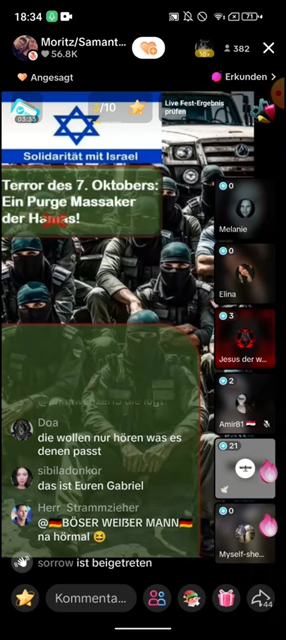 18:34
71
Moritz/Samant...
56.8K
382
Angesagt
Erkunden >
03:33
/10
Live Fest-Ergebnis
prüfen
Solidarität mit Israel
Terror des 7. Oktobers:
Ein Purge Massaker
der Hamas!
0
Melanie
0
Elina
3
Jesus der w...
2
Amir81
21
0
Myself-she...
Doa
die wollen nur hören was es
denen passt
sibiladonkor
das ist Euren Gabriel
Herr_Strammzieher
@🇩🇪BÖSER WEIßER MANN🇩🇪
na hörmal 😆
sorrow ist beigetreten
Kommenta...
44